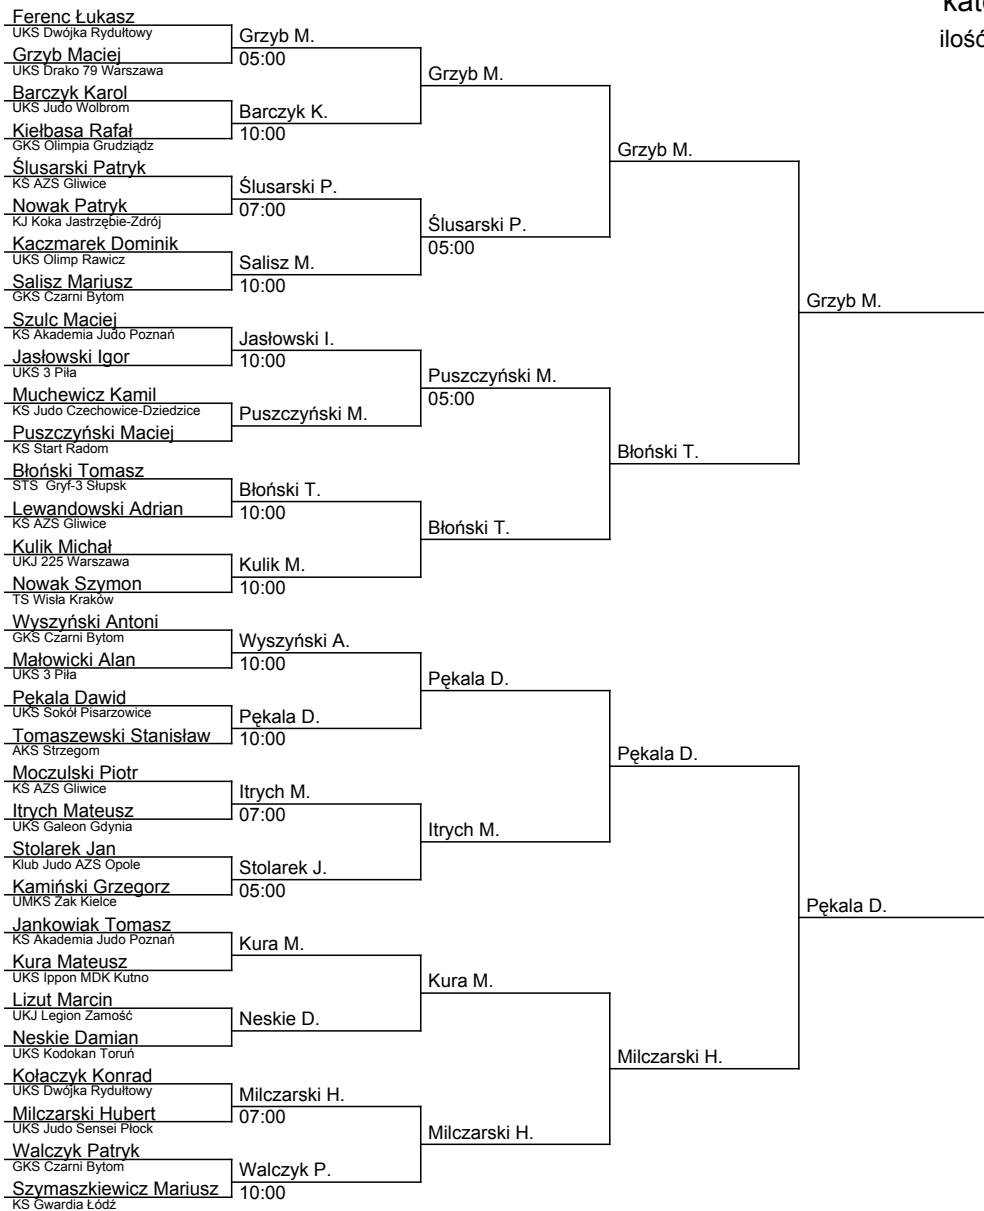 kat
ilość
Ferenc Łukasz
UKS Dwójka Rydułtowy
Grzyb Maciej
UKS Drako 79 Warszawa
Barczyk Karol
UKS Judo Wolbrom
Kiełbasa Rafał
GKS Olimpia Grudziądz
Ślusarski Patryk
KS AZS Gliwice
Nowak Patryk
KJ Koka Jastrzębie-Zdrój
Kaczmarek Dominik
UKS Olimp Rawicz
Salisz Mariusz
GKS Czarni Bytom
Szulc Maciej
KS Akademia Judo Poznań
Jasłowski Igor
UKS 3 Piła
Muchewicz Kamil
KS Judo Czechowice-Dziedzice
Puszczyński Maciej
KS Start Radom
Błoński Tomasz
STS Gryf-3 Słupsk
Lewandowski Adrian
KS AZS Gliwice
Kulik Michał
UKJ 225 Warszawa
Nowak Szymon
TS Wisła Kraków
Wyszyński Antoni
GKS Czarni Bytom
Małowicki Alan
UKS 3 Piła
Pękala Dawid
UKS Sokół Pisarzowice
Tomaszewski Stanisław
AKS Strzegom
Moczulski Piotr
KS AZS Gliwice
Itrych Mateusz
UKS Galeon Gdynia
Stolarek Jan
Klub Judo AZS Opole
Kamiński Grzegorz
UMKS Żak Kielce
Jankowiak Tomasz
KS Akademia Judo Poznań
Kura Mateusz
UKS Ippon MDK Kutno
Lizut Marcin
UKJ Legion Zamość
Neskie Damian
UKS Kodokan Toruń
Kołaczyk Konrad
UKS Dwójka Rydułtowy
Milczarski Hubert
UKS Judo Sensei Płock
Walczyk Patryk
GKS Czarni Bytom
Szymaszkiewicz Mariusz
KS Gwardia Łódź
Grzyb M.
05:00
Barczyk K.
10:00
Ślusarski P.
07:00
Salisz M.
10:00
Jasłowski I.
10:00
Puszczyński M.
Błoński T.
10:00
Kulik M.
10:00
Wyszyński A.
10:00
Pękala D.
10:00
Itrych M.
07:00
Stolarek J.
05:00
Kura M.
Neskie D.
Milczarski H.
07:00
Walczyk P.
10:00
Grzyb M.
Ślusarski P.
05:00
Puszczyński M.
05:00
Błoński T.
Pękala D.
Itrych M.
Kura M.
Milczarski H.
Grzyb M.
Błoński T.
Pękala D.
Milczarski H.
Grzyb M.
Pękala D.